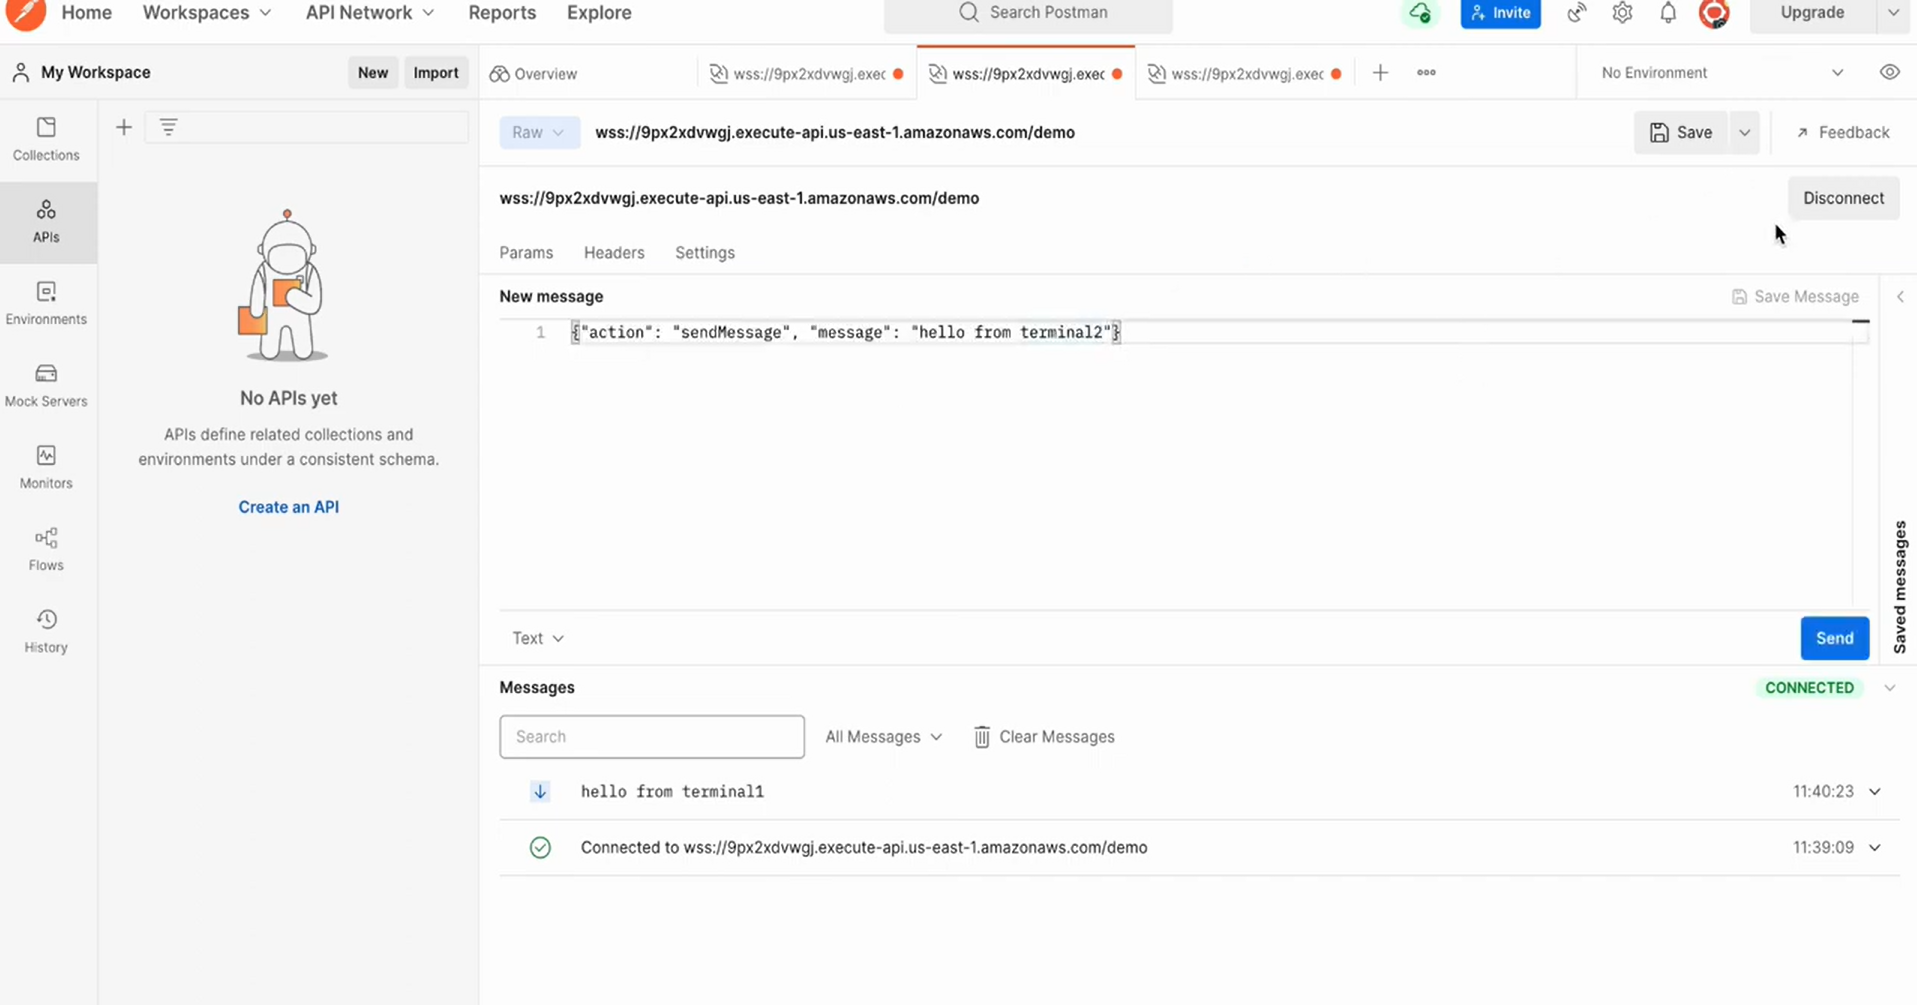 Home Workspaces API Network Reports Explore Search Postman Invite Upgrade
My Workspace New Import Overview wss://9px2xdvwgj.exec wss://9px2xdvwgj.exec wss://9px2xdvwgj.exec No Environment
Raw wss://9px2xdvwgj.execute-api.us-east-1.amazonaws.com/demo Save Feedback
Collections
wss://9px2xdvwgj.execute-api.us-east-1.amazonaws.com/demo Disconnect
APIs
Params Headers Settings
New message Save Message
Environments
1 {"action": "sendMessage", "message": "hello from terminal2"}
No APIs yet
Mock Servers
APIs define related collections and
environments under a consistent schema.
Monitors
Create an API
Flows
Saved messages
Text Send
History
Messages CONNECTED
Search All Messages Clear Messages
hello from terminal1 11:40:23
Connected to wss://9px2xdvwgj.execute-api.us-east-1.amazonaws.com/demo 11:39:09